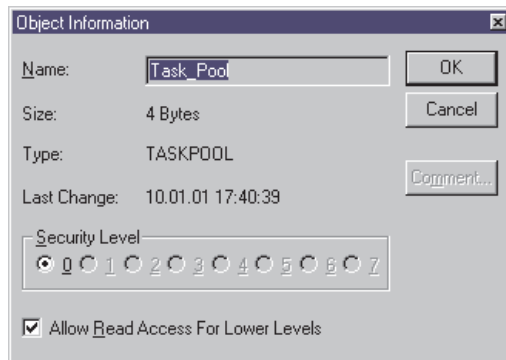 Object Information
Name: Task_Pool OK
Size: 4 Bytes Cancel
Type: TASKPOOL
Comment...
Last Change: 10.01.01 17:40:39
Security Level
0 1 2 3 4 5 6 7
Allow Read Access For Lower Levels